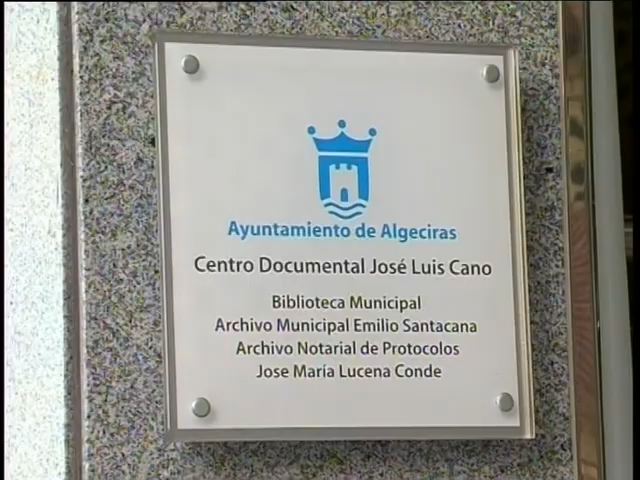 Ayuntamiento de Algeciras
Centro Documental José Luis Cano
Biblioteca Municipal
Archivo Municipal Emilio Santacana
Archivo Notarial de Protocolos
Jose María Lucena Conde